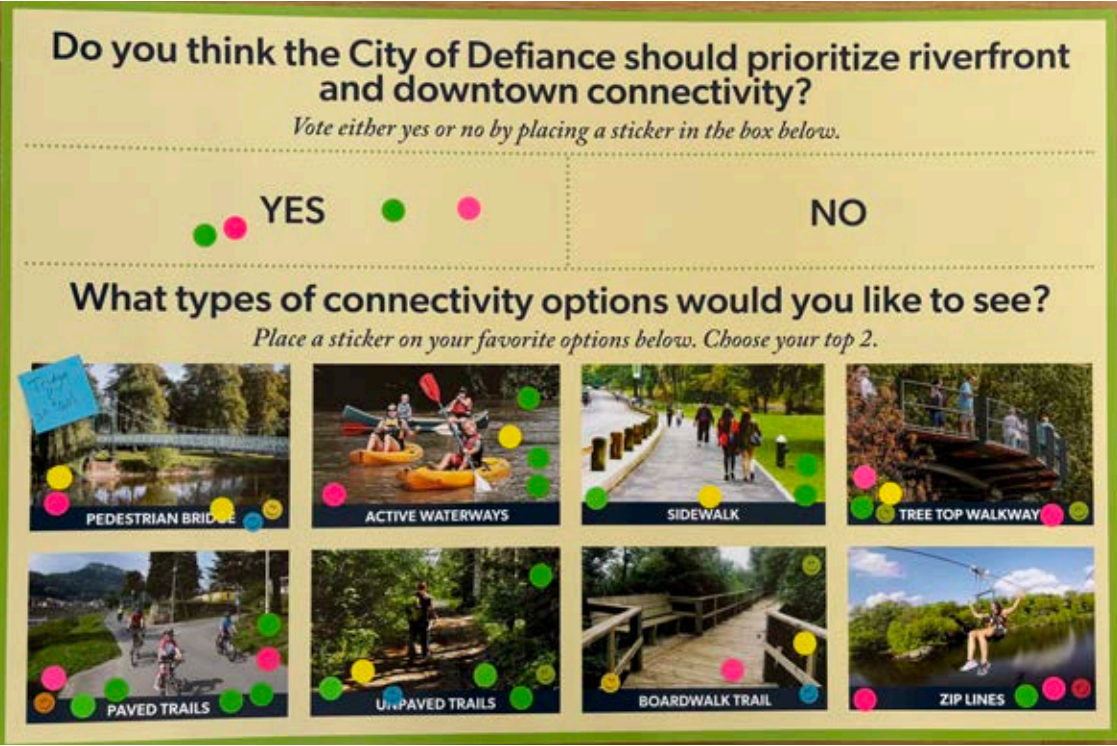 Do you think the City of Defiance should prioritize riverfront
and downtown connectivity?
Vote either yes or no by placing a sticker in the box below.
YES
NO
What types of connectivity options would you like to see?
Place a sticker on your favorite options below. Choose your top 2.
PEDESTRIAN BRIDGE
ACTIVE WATERWAYS
SIDEWALK
TREE TOP WALKWAY
PAVED TRAILS
UNPAVED TRAILS
BOARDWALK TRAIL
ZIP LINES